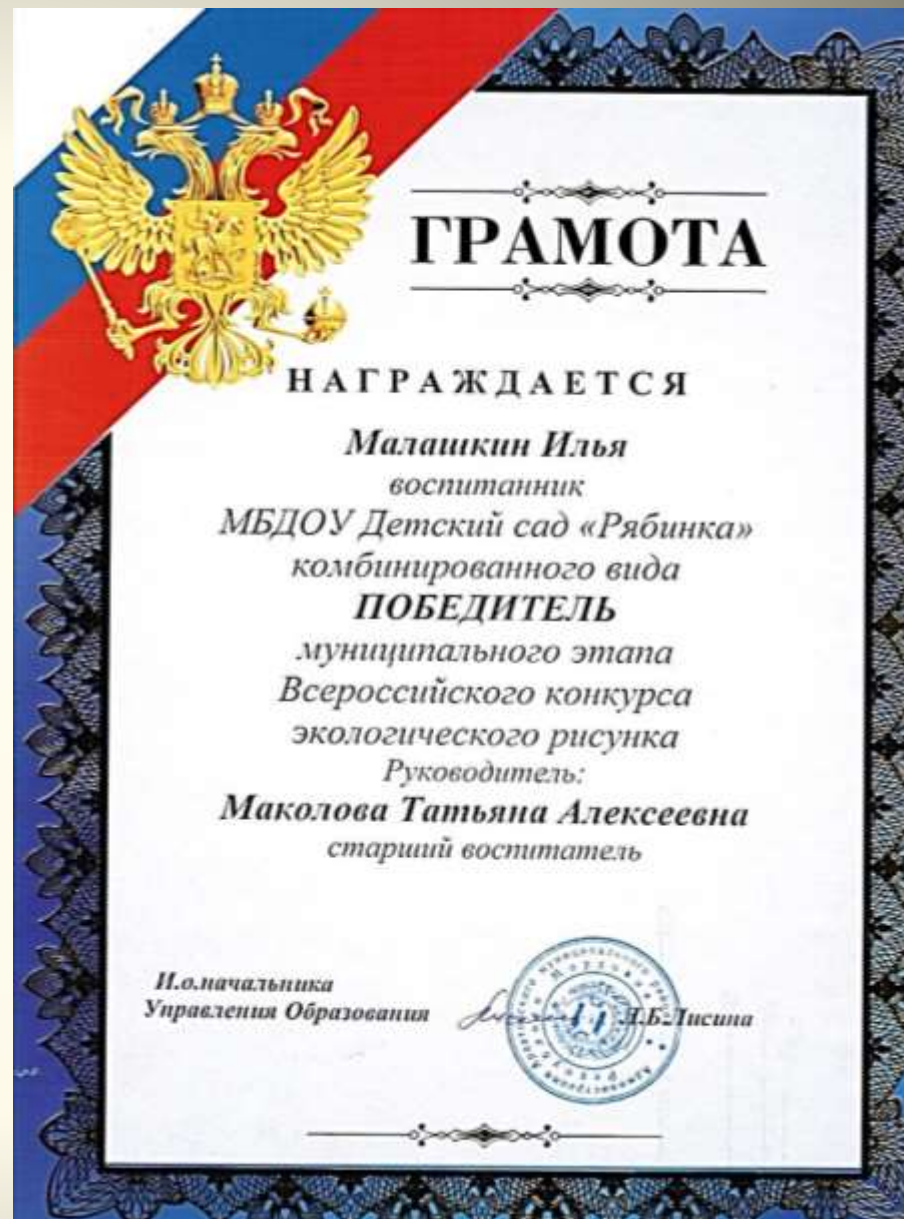 ГРАМОТА
НАГРАЖДАЕТСЯ
Малашкин Илья
воспитанник
МБДОУ Детский сад «Рябинка»
комбинированного вида
ПОБЕДИТЕЛЬ
муниципального этапа
Всероссийского конкурса
экологического рисунка
Руководитель:
Маколова Татьяна Алексеевна
старший воспитатель
И.о.начальника
Управления Образования
Л.Б.Лисина